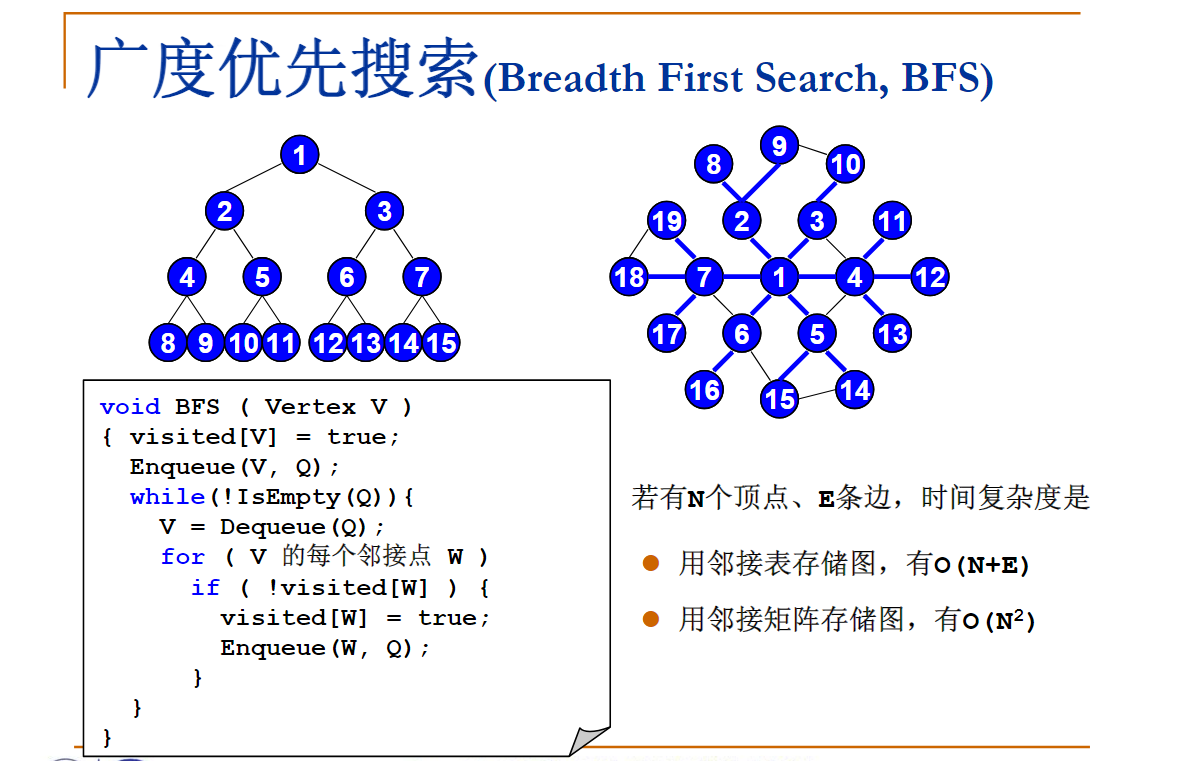 广度优先搜索(Breadth First Search, BFS)
1
2 3
4 5 6 7
8 9 10 11 12 13 14 15
9
8 10
19 2 3 11
18 7 1 4 12
17 6 5 13
16 15 14
void BFS ( Vertex V )
{ visited[V] = true;
Enqueue(V, Q);
while(!IsEmpty(Q)){
V = Dequeue(Q);
for ( V 的每个邻接点 W )
if ( !visited[W] ) {
visited[W] = true;
Enqueue(W, Q);
}
}
}
若有N个顶点、E条边，时间复杂度是
用邻接表存储图，有O(N+E)
用邻接矩阵存储图，有O(N²)